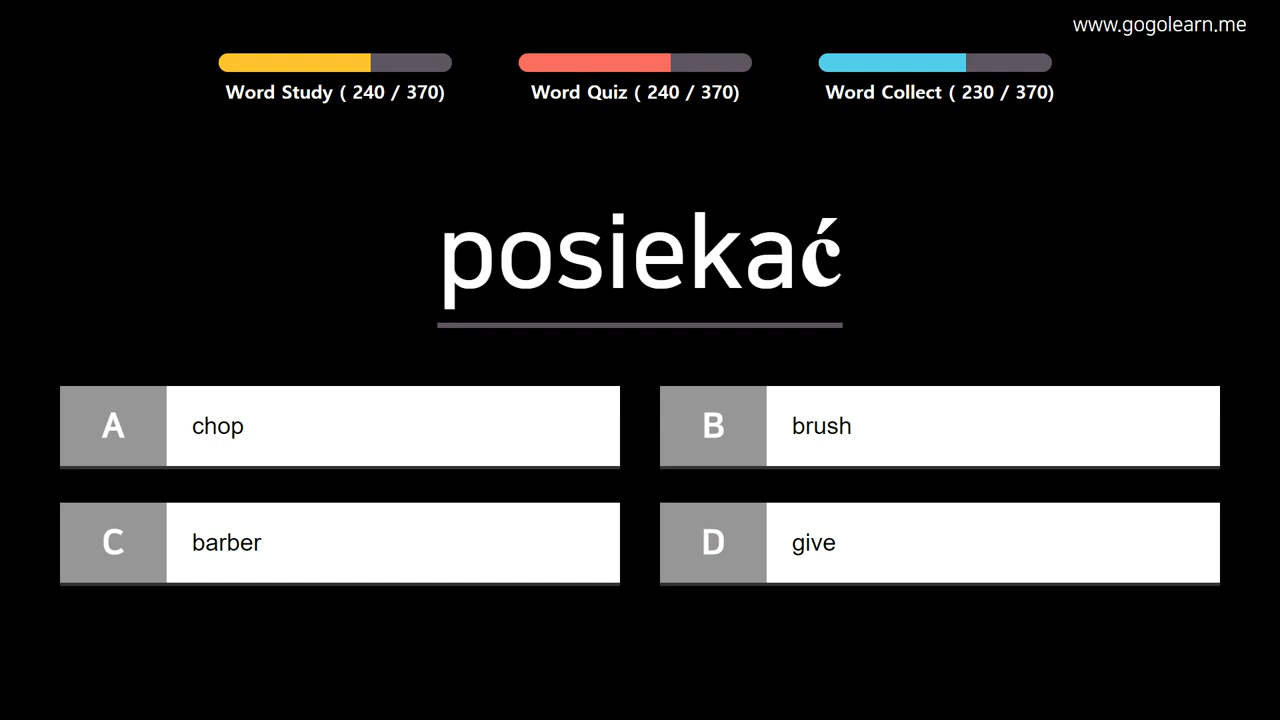 www.gogolearn.me
Word Study ( 240 / 370)
Word Quiz ( 240 / 370)
Word Collect ( 230 / 370)
posiekać
A chop
B brush
C barber
D give